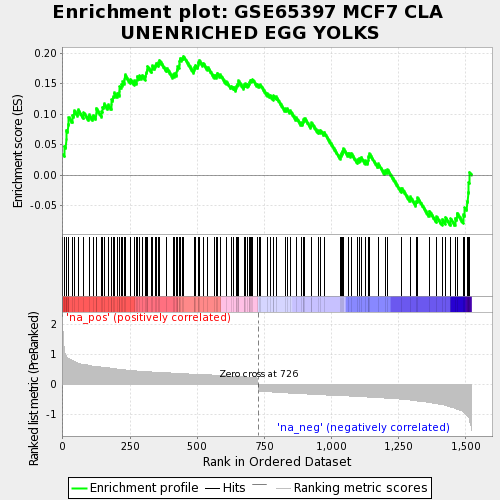 Enrichment plot: GSE65397 MCF7 CLA
UNENRICHED EGG YOLKS
Enrichment score (ES)
0.20
0.15
0.10
0.05
0.00
-0.05
'na_pos' (positively correlated)
Ranked list metric (PreRanked)
2
1
0
-1
Zero cross at 726
'na_neg' (negatively correlated)
0
250
500
750
1,000
1,250
1,500
Rank in Ordered Dataset
Enrichment profile
Hits
Ranking metric scores